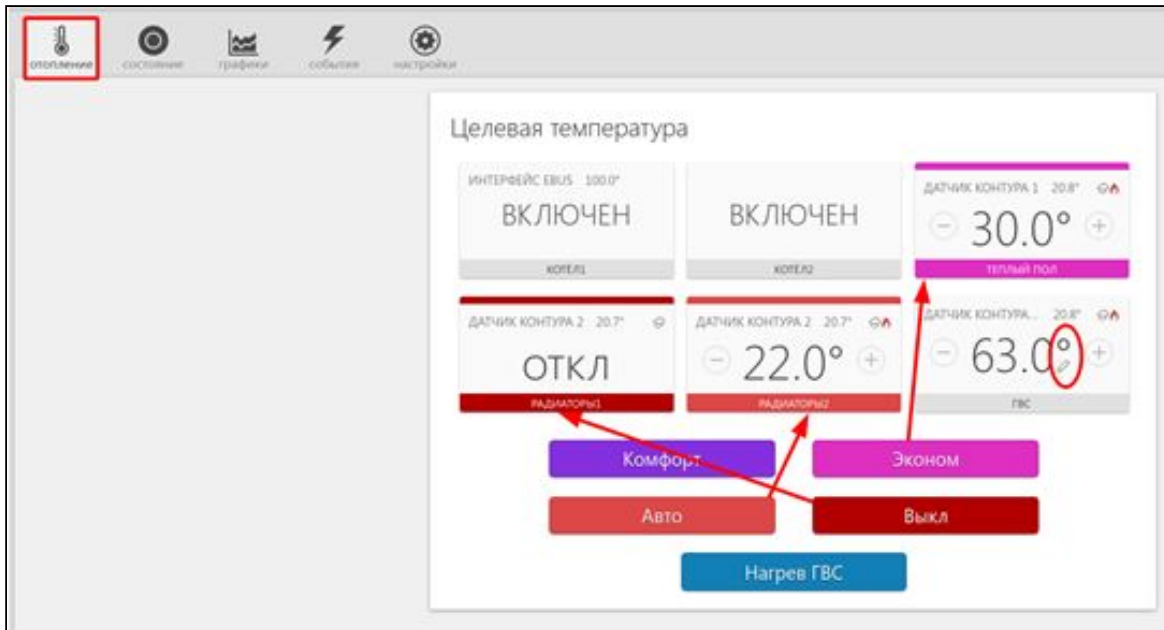 отопление
состояние
графики
события
настройки
Целевая температура
ИНТЕРФЕЙС EBUS 100.0°
ВКЛЮЧЕН
КОТЕЛ1
ВКЛЮЧЕН
КОТЕЛ2
ДАТЧИК КОНТУРА 1 20.8°
− 30.0° +
ТЕПЛЫЙ ПОЛ
ДАТЧИК КОНТУРА 2 20.7°
ОТКЛ
РАДИАТОРЫ1
ДАТЧИК КОНТУРА 2 20.7°
− 22.0° +
РАДИАТОРЫ2
ДАТЧИК КОНТУРА... 20.8°
− 63.0° +
ГВС
Комфорт
Эконом
Авто
Выкл
Нагрев ГВС